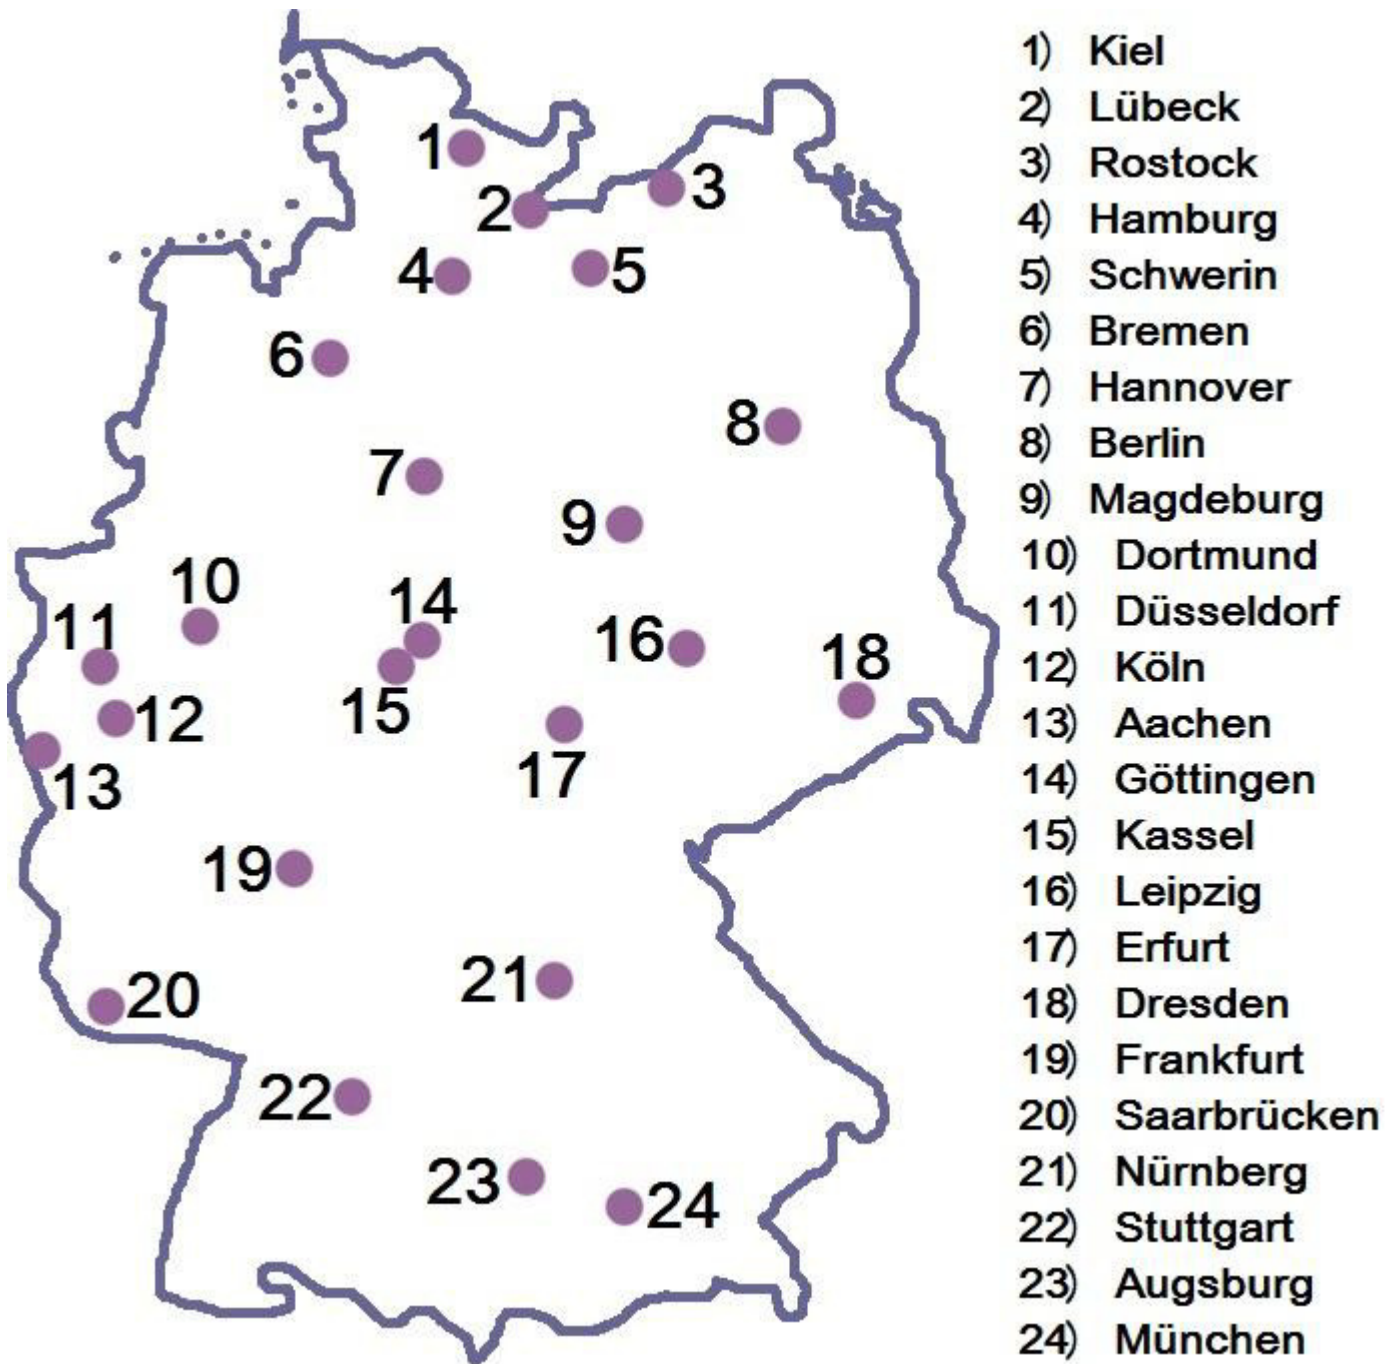 1) Kiel
2) Lübeck
3) Rostock
4) Hamburg
5) Schwerin
6) Bremen
7) Hannover
8) Berlin
9) Magdeburg
10) Dortmund
11) Düsseldorf
12) Köln
13) Aachen
14) Göttingen
15) Kassel
16) Leipzig
17) Erfurt
18) Dresden
19) Frankfurt
20) Saarbrücken
21) Nürnberg
22) Stuttgart
23) Augsburg
24) München
1
2
3
4
5
6
7
8
9
10
11
12
13
14
15
16
17
18
19
20
21
22
23
24